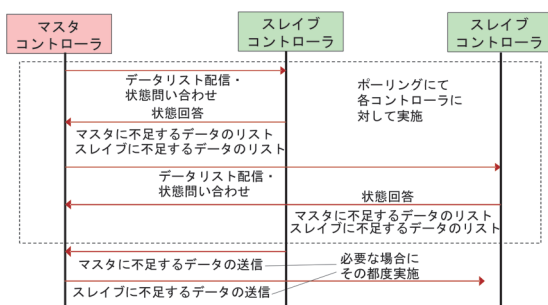 マスタ
コントローラ
スレイブ
コントローラ
スレイブ
コントローラ
データリスト配信・
状態問い合わせ
ポーリングにて
各コントローラに
対して実施
状態回答
マスタに不足するデータのリスト
スレイブに不足するデータのリスト
データリスト配信・
状態問い合わせ
状態回答
マスタに不足するデータのリスト
スレイブに不足するデータのリスト
マスタに不足するデータの送信
必要な場合に
その都度実施
スレイブに不足するデータの送信